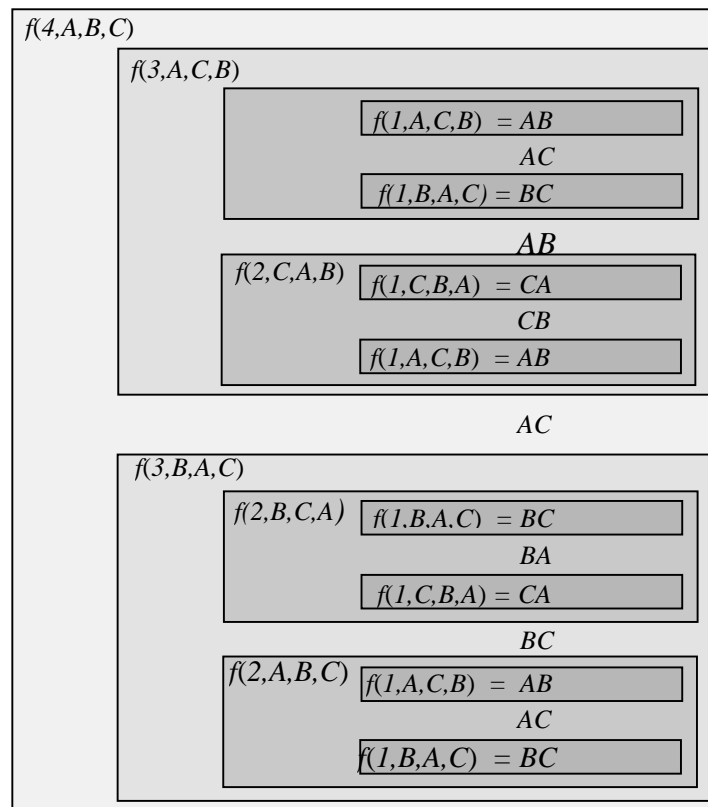 f(4,A,B,C)
f(3,A,C,B)
f(1,A,C,B) = AB
AC
f(1,B,A,C) = BC
AB
f(2,C,A,B) f(1,C,B,A) = CA
CB
f(1,A,C,B) = AB
AC
f(3,B,A,C)
f(2,B,C,A) f(1,B,A,C) = BC
BA
f(1,C,B,A) = CA
BC
f(2,A,B,C) f(1,A,C,B) = AB
AC
f(1,B,A,C) = BC